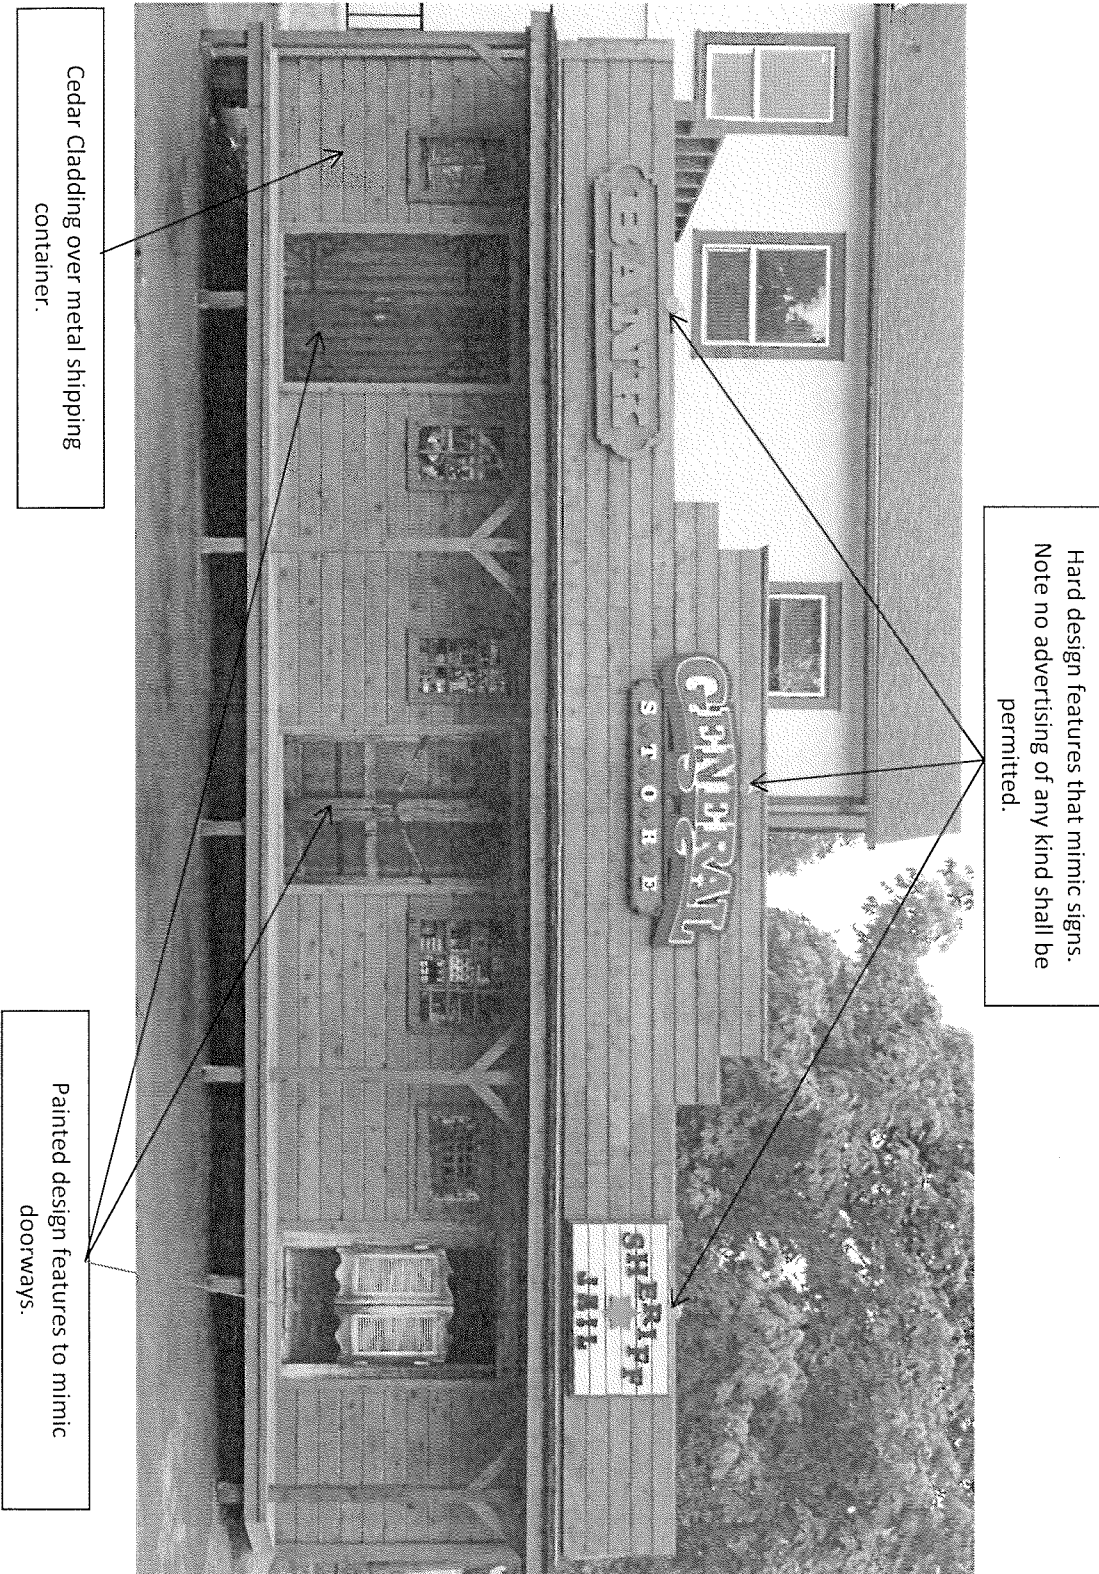 Hard design features that mimic signs.
Note no advertising of any kind shall be
permitted.
BANK
GENERAL
STORE
SHERIFF
JAIL
Cedar Cladding over metal shipping
container.
Painted design features to mimic
doorways.